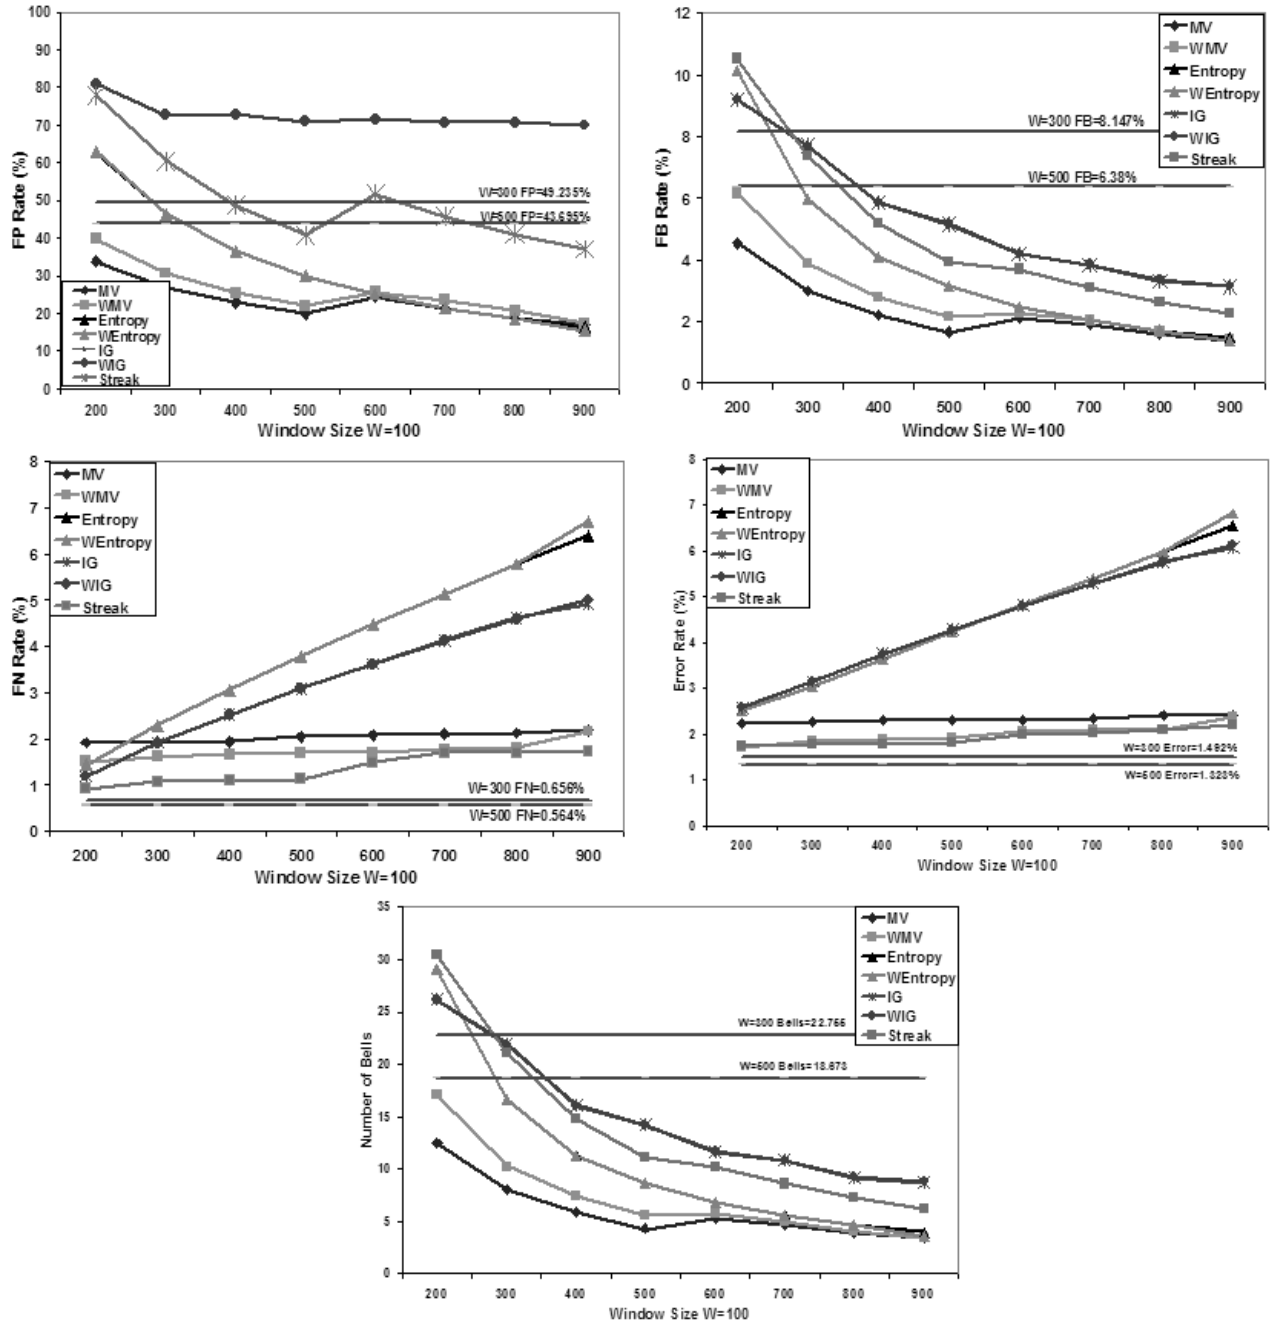 100
90
80
70
60
50
40
30
20
10
0
FP Rate (%)
W=300 FP=49.235%
W=500 FP=43.695%
MV
WMV
Entropy
WEntropy
IG
WIG
Streak
200 300 400 500 600 700 800 900
Window Size W=100
12
10
8
6
4
2
0
FB Rate (%)
W=300 FB=8.147%
W=500 FB=6.38%
MV
WMV
Entropy
WEntropy
IG
WIG
Streak
200 300 400 500 600 700 800 900
Window Size W=100
8
7
6
5
4
3
2
1
0
FN Rate (%)
MV
WMV
Entropy
WEntropy
IG
WIG
Streak
W=300 FN=0.656%
W=500 FN=0.564%
200 300 400 500 600 700 800 900
Window Size W=100
8
7
6
5
4
3
2
1
0
Error Rate (%)
MV
WMV
Entropy
WEntropy
IG
WIG
Streak
W=300 Error=1.492%
W=500 Error=1.323%
200 300 400 500 600 700 800 900
Window Size W=100
35
30
25
20
15
10
5
0
Number of Bells
MV
WMV
Entropy
WEntropy
IG
WIG
Streak
W=300 Bells=22.755
W=500 Bells=18.673
200 300 400 500 600 700 800 900
Window Size W=100